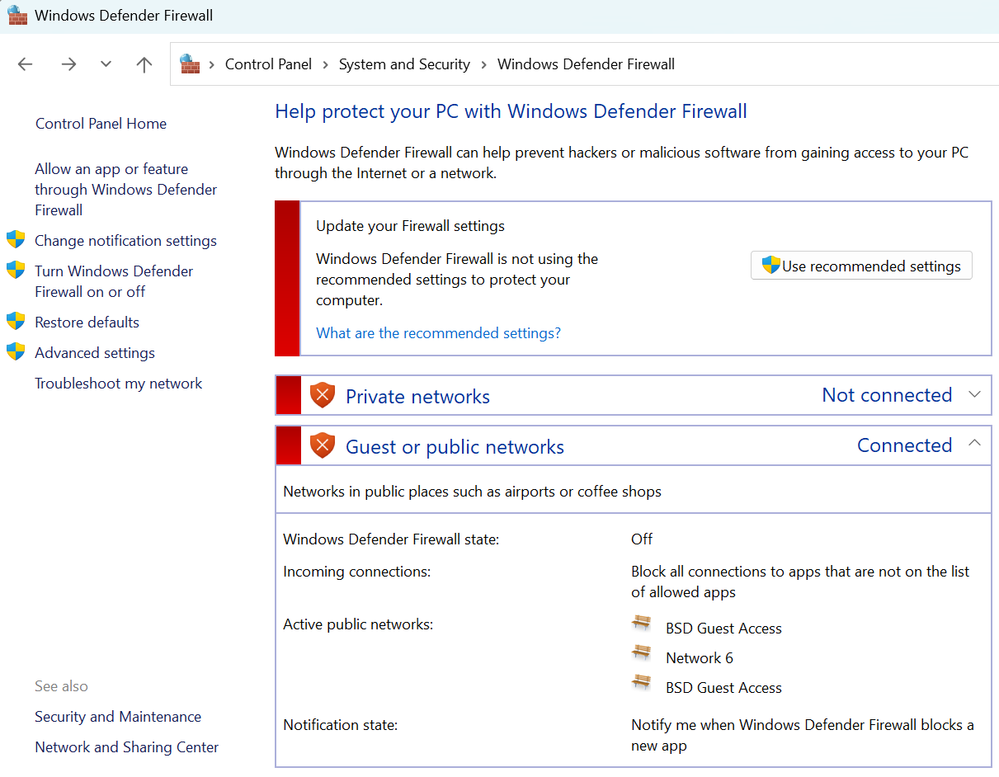 Windows Defender Firewall
Control Panel > System and Security > Windows Defender Firewall
Control Panel Home
Allow an app or feature
through Windows Defender
Firewall
Change notification settings
Turn Windows Defender
Firewall on or off
Restore defaults
Advanced settings
Troubleshoot my network
See also
Security and Maintenance
Network and Sharing Center
Help protect your PC with Windows Defender Firewall
Windows Defender Firewall can help prevent hackers or malicious software from gaining access to your PC
through the Internet or a network.
Update your Firewall settings
Windows Defender Firewall is not using the
recommended settings to protect your
computer.
Use recommended settings
What are the recommended settings?
Private networks Not connected
Guest or public networks Connected
Networks in public places such as airports or coffee shops
Windows Defender Firewall state: Off
Incoming connections: Block all connections to apps that are not on the list
of allowed apps
Active public networks: BSD Guest Access
Network 6
BSD Guest Access
Notification state: Notify me when Windows Defender Firewall blocks a
new app